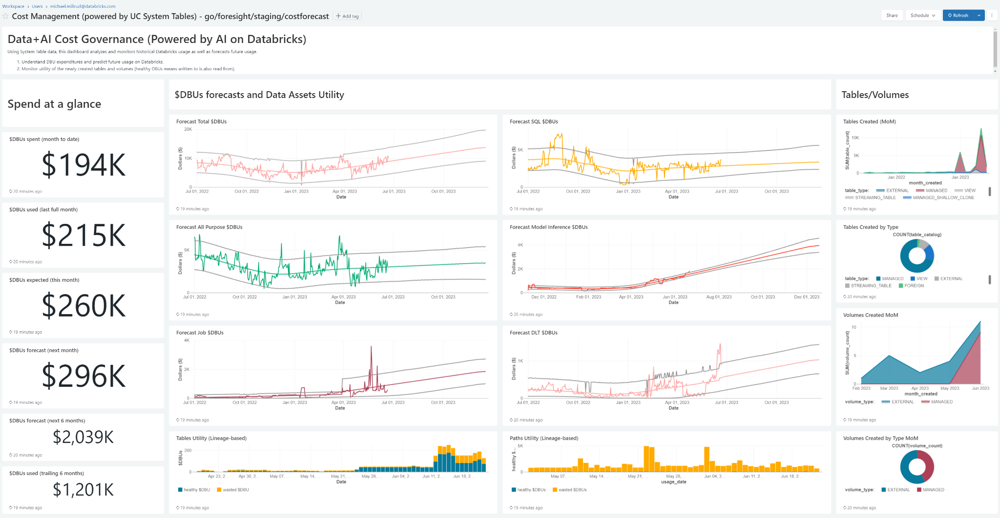 Workspace › Users › michael.milirud@databricks.com
Cost Management (powered by UC System Tables) - go/foresight/staging/costforecast
+ Add tag
Share
Schedule
Refresh
Data+AI Cost Governance (Powered by AI on Databricks)
Using System Table data, this dashboard analyzes and monitors historical Databricks usage as well as forecasts future usage.
1. Understand DBU expenditures and predict future usage on Databricks.
2. Monitor utility of the newly created tables and volumes (healthy DBUs means written to is also read from).
Spend at a glance
$DBUs spent (month to date)
$194K
20 minutes ago
$DBUs used (last full month)
$215K
20 minutes ago
$DBUs expected (this month)
$260K
19 minutes ago
$DBUs forecast (next month)
$296K
19 minutes ago
$DBUs forecast (next 6 months)
$2,039K
20 minutes ago
$DBUs used (trailing 6 months)
$1,201K
19 minutes ago
$DBUs forecasts and Data Assets Utility
Forecast Total $DBUs
20K
10K
0
Dollars ($)
Jul 01, 2022 Oct 01, 2022 Jan 01, 2023 Apr 01, 2023 Jul 01, 2023 Oct 01, 2023
Date
19 minutes ago
Forecast SQL $DBUs
5K
0
Dollars ($)
Jul 01, 2022 Oct 01, 2022 Jan 01, 2023 Apr 01, 2023 Jul 01, 2023 Oct 01, 2023
Date
19 minutes ago
Forecast All Purpose $DBUs
5K
0
Dollars ($)
Jul 01, 2022 Oct 01, 2022 Jan 01, 2023 Apr 01, 2023 Jul 01, 2023 Oct 01, 2023
Date
19 minutes ago
Forecast Model Inference $DBUs
4K
2K
0
Dollars ($)
Dec 01, 2022 Feb 01, 2023 Apr 01, 2023 Jun 01, 2023 Aug 01, 2023 Oct 01, 2023 Dec 01, 2023
Date
20 minutes ago
Forecast Job $DBUs
4K
2K
0
Dollars ($)
Jul 01, 2022 Oct 01, 2022 Jan 01, 2023 Apr 01, 2023 Jul 01, 2023 Oct 01, 2023
Date
19 minutes ago
Forecast DLT $DBUs
1K
0
Dollars ($)
Jul 01, 2022 Oct 01, 2022 Jan 01, 2023 Apr 01, 2023 Jul 01, 2023 Oct 01, 2023
Date
20 minutes ago
Tables Utility (Lineage-based)
200
0
$DBUs
Apr 23, 2... Apr 30, 2... May 07,... May 14,... May 21,... May 28,... Jun 04, 2... Jun 11, 2... Jun 18, 2...
Date
healthy $DBU wasted $DBU
19 minutes ago
Paths Utility (Lineage-based)
5K
0
healthy $...
May 07,... May 14,... May 21,... May 28,... Jun 04, 2... Jun 11, 2... Jun 18, 2...
usage_date
healthy $DBUs wasted $DBUs
19 minutes ago
Tables/Volumes
Tables Created (MoM)
10K
5K
0
SUM(table_count)
Jan 2022 Jan 2023
month_created
table_type: EXTERNAL MANAGED VIEW
STREAMING_TABLE MANAGED_SHALLOW_CLONE
19 minutes ago
Tables Created by Type
COUNT(table_catalog)
table_type: MANAGED VIEW EXTERNAL
STREAMING_TABLE FOREIGN
20 minutes ago
Volumes Created MoM
10
5
0
SUM(volume_count)
Feb 2023 Mar 2023 Apr 2023 May 2023 Jun 2023
month_created
volume_type: EXTERNAL MANAGED
19 minutes ago
Volumes Created by Type MoM
COUNT(volume_count)
volume_type: EXTERNAL MANAGED
20 minutes ago